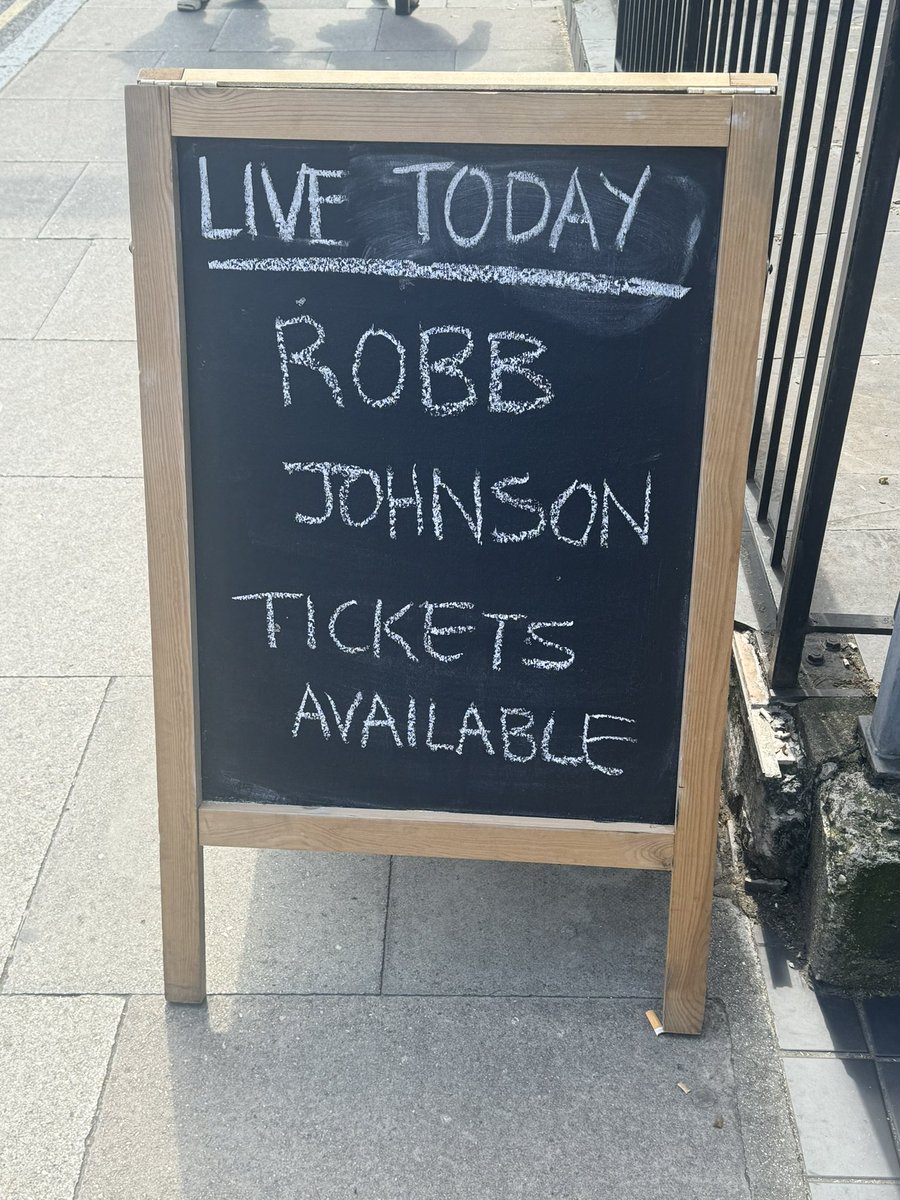 LIVE TODAY
ROBB
JOHNSON
TICKETS
AVAILABLE